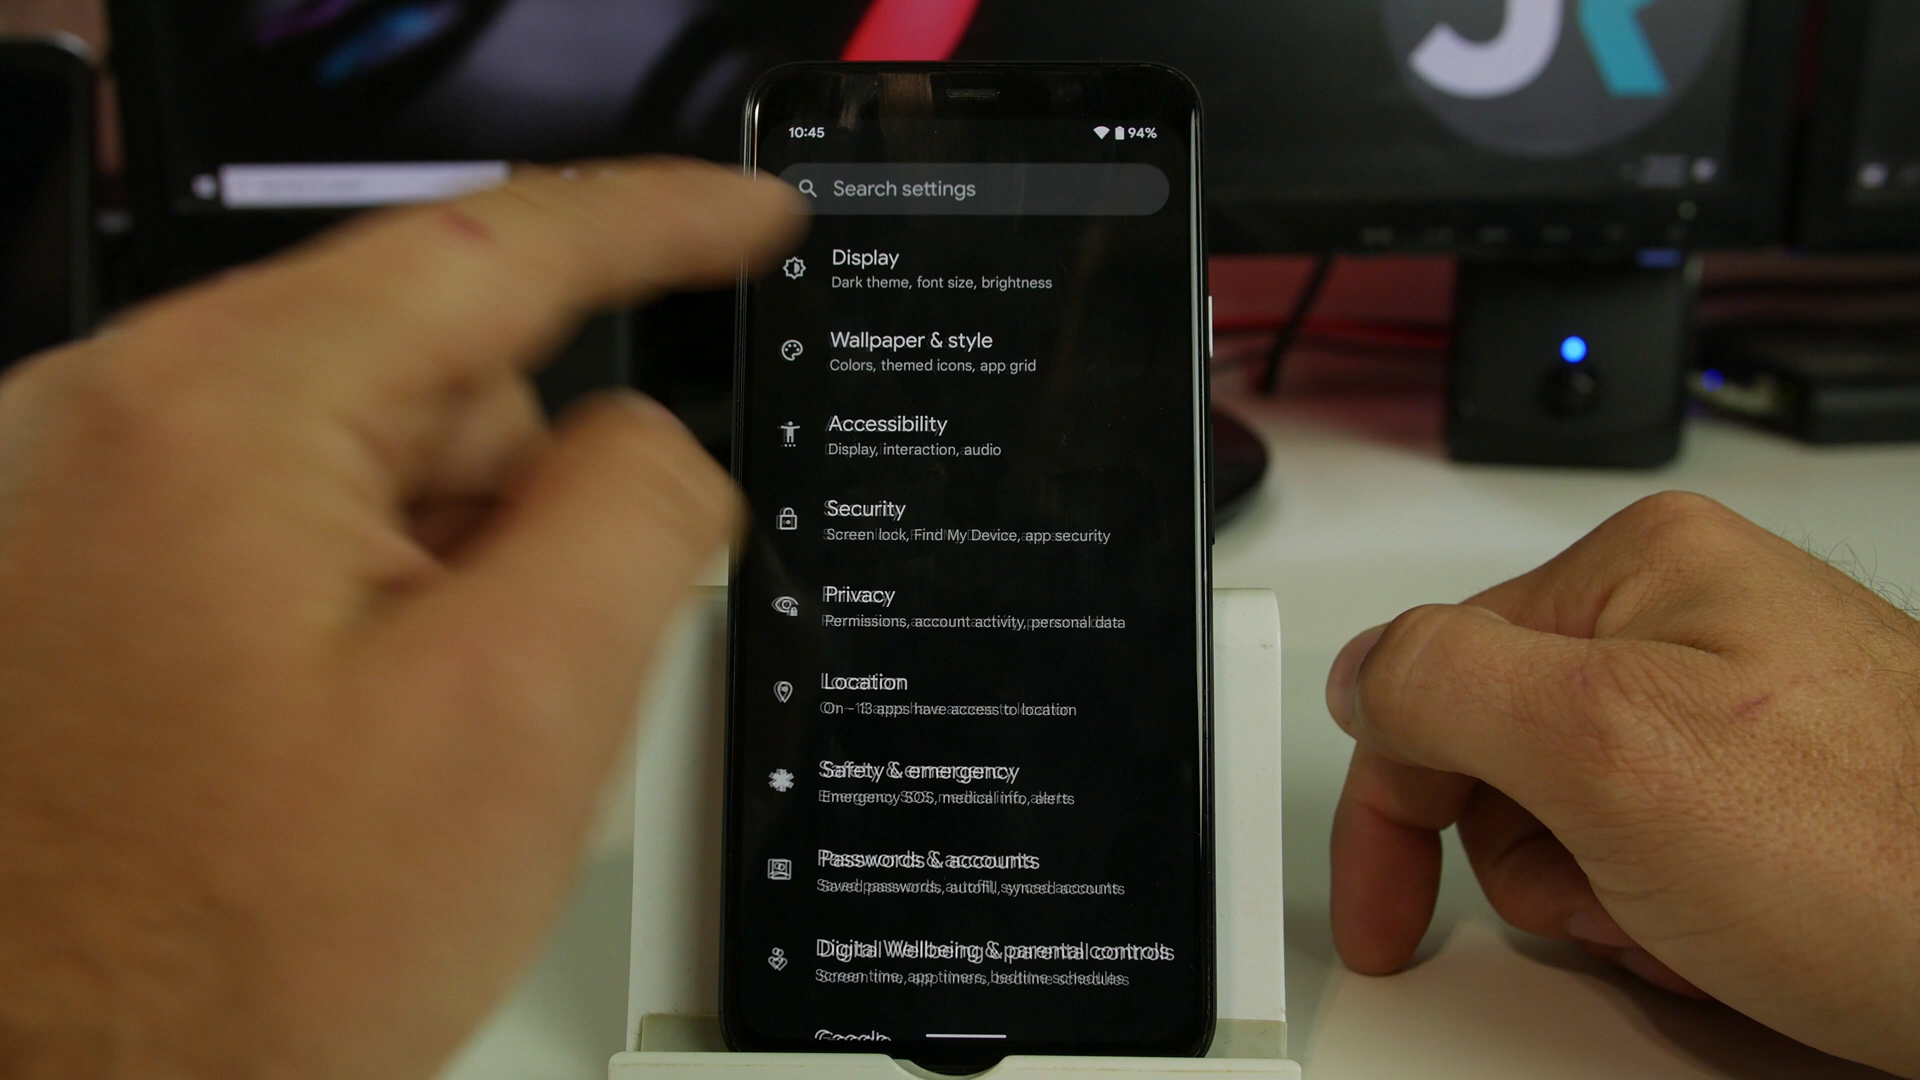 JR
10:45 94%
Search settings
Display
Dark theme, font size, brightness
Wallpaper & style
Colors, themed icons, app grid
Accessibility
Display, interaction, audio
Security
Screen lock, Find My Device, app security
Privacy
Permissions, account activity, personal data
Location
On – 13 apps have access to location
Safety & emergency
Emergency SOS, medical info, alerts
Passwords & accounts
Saved passwords, autofill, synced accounts
Digital Wellbeing & parental controls
Screen time, app timers, bedtime schedules
Google